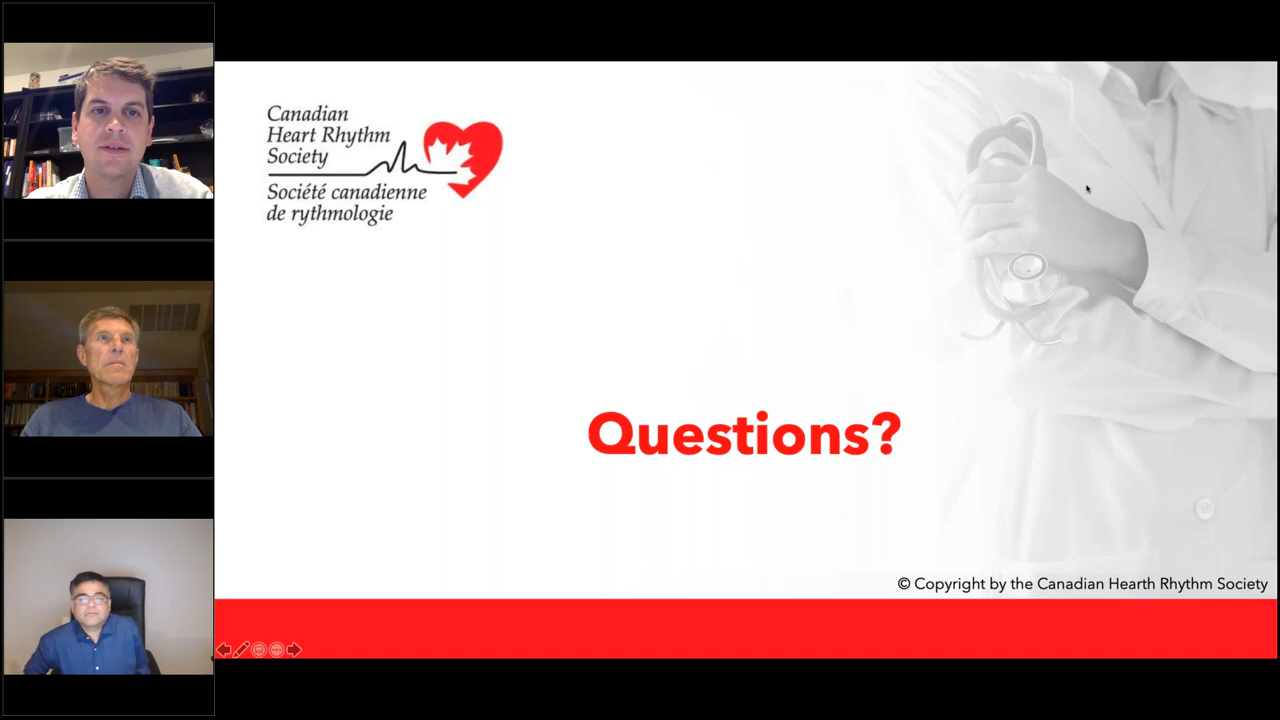 Canadian
Heart Rhythm
Society
Société canadienne
de rythmologie
Questions?
© Copyright by the Canadian Hearth Rhythm Society